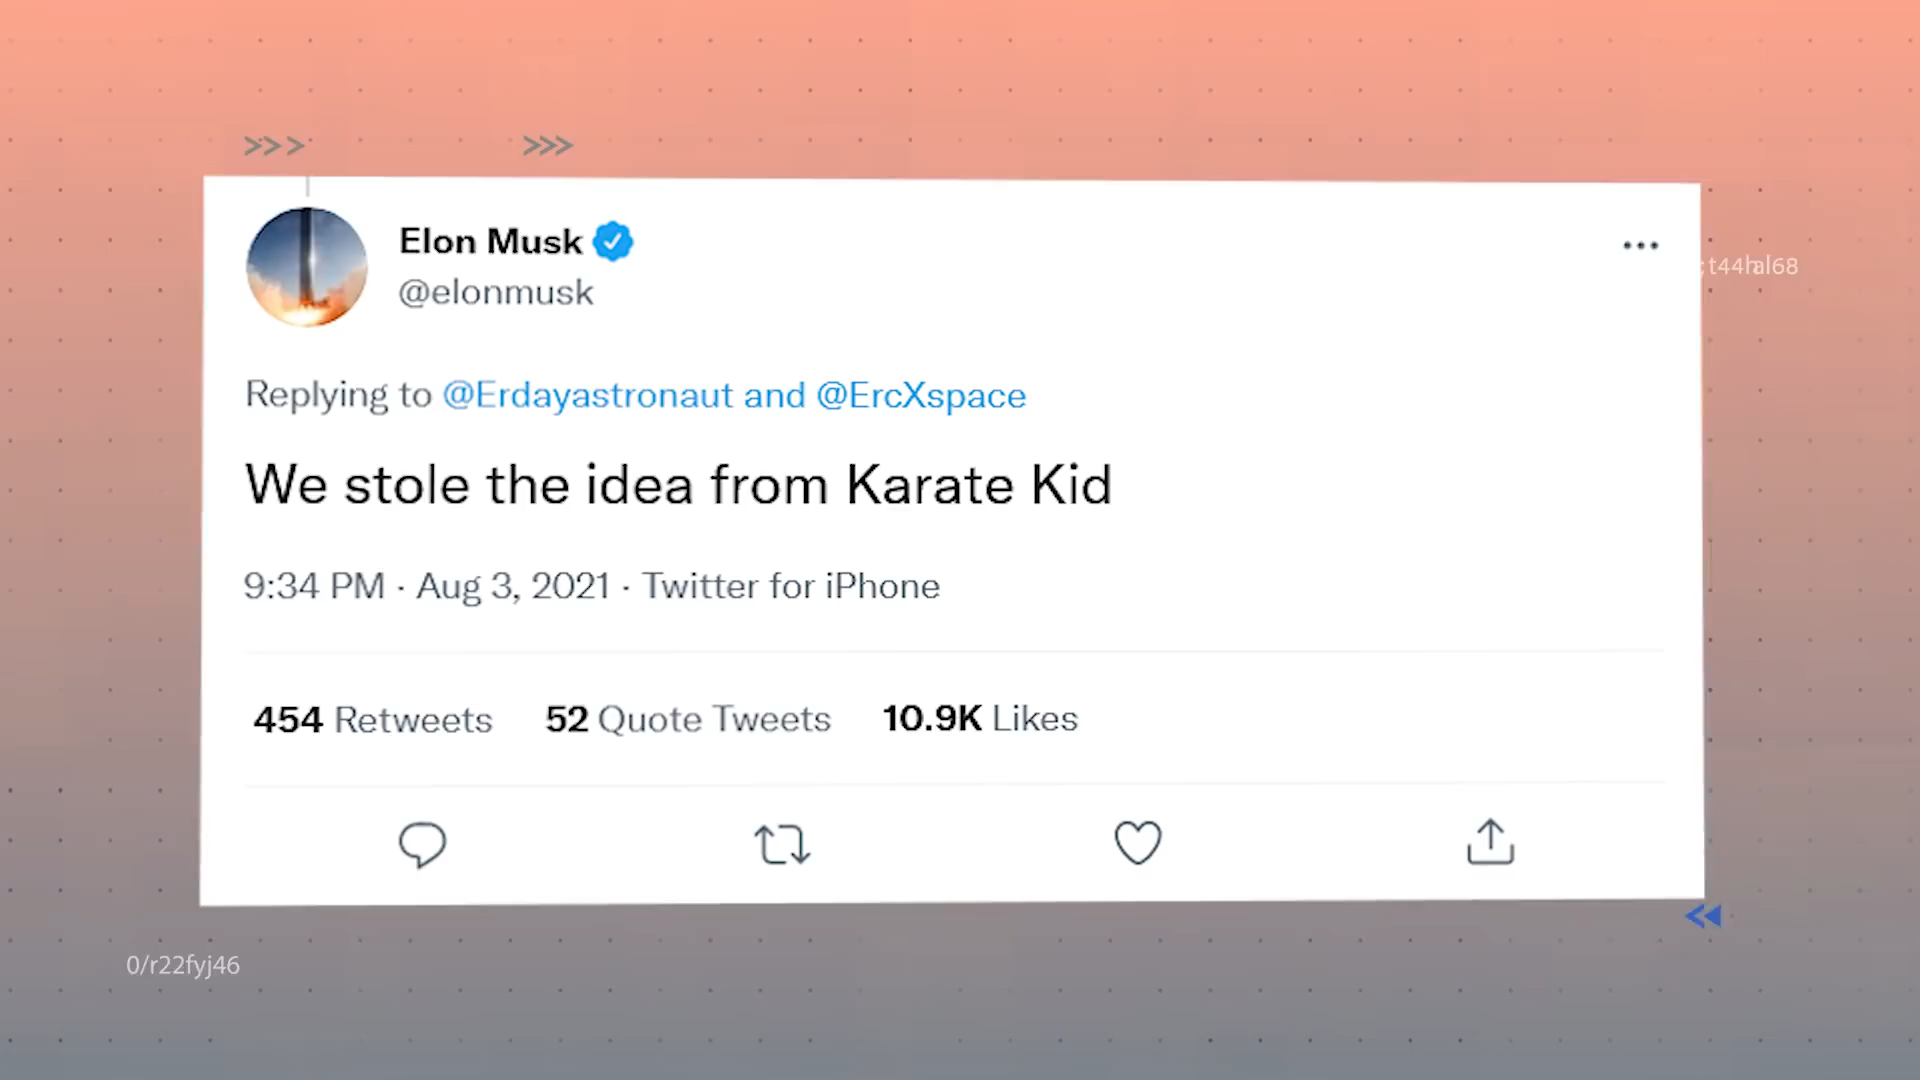 >>> >>>
Elon Musk
@elonmusk
t44hal68
Replying to @Erdayastronaut and @ErcXspace
We stole the idea from Karate Kid
9:34 PM · Aug 3, 2021 · Twitter for iPhone
454 Retweets 52 Quote Tweets 10.9K Likes
0/r22fyj46